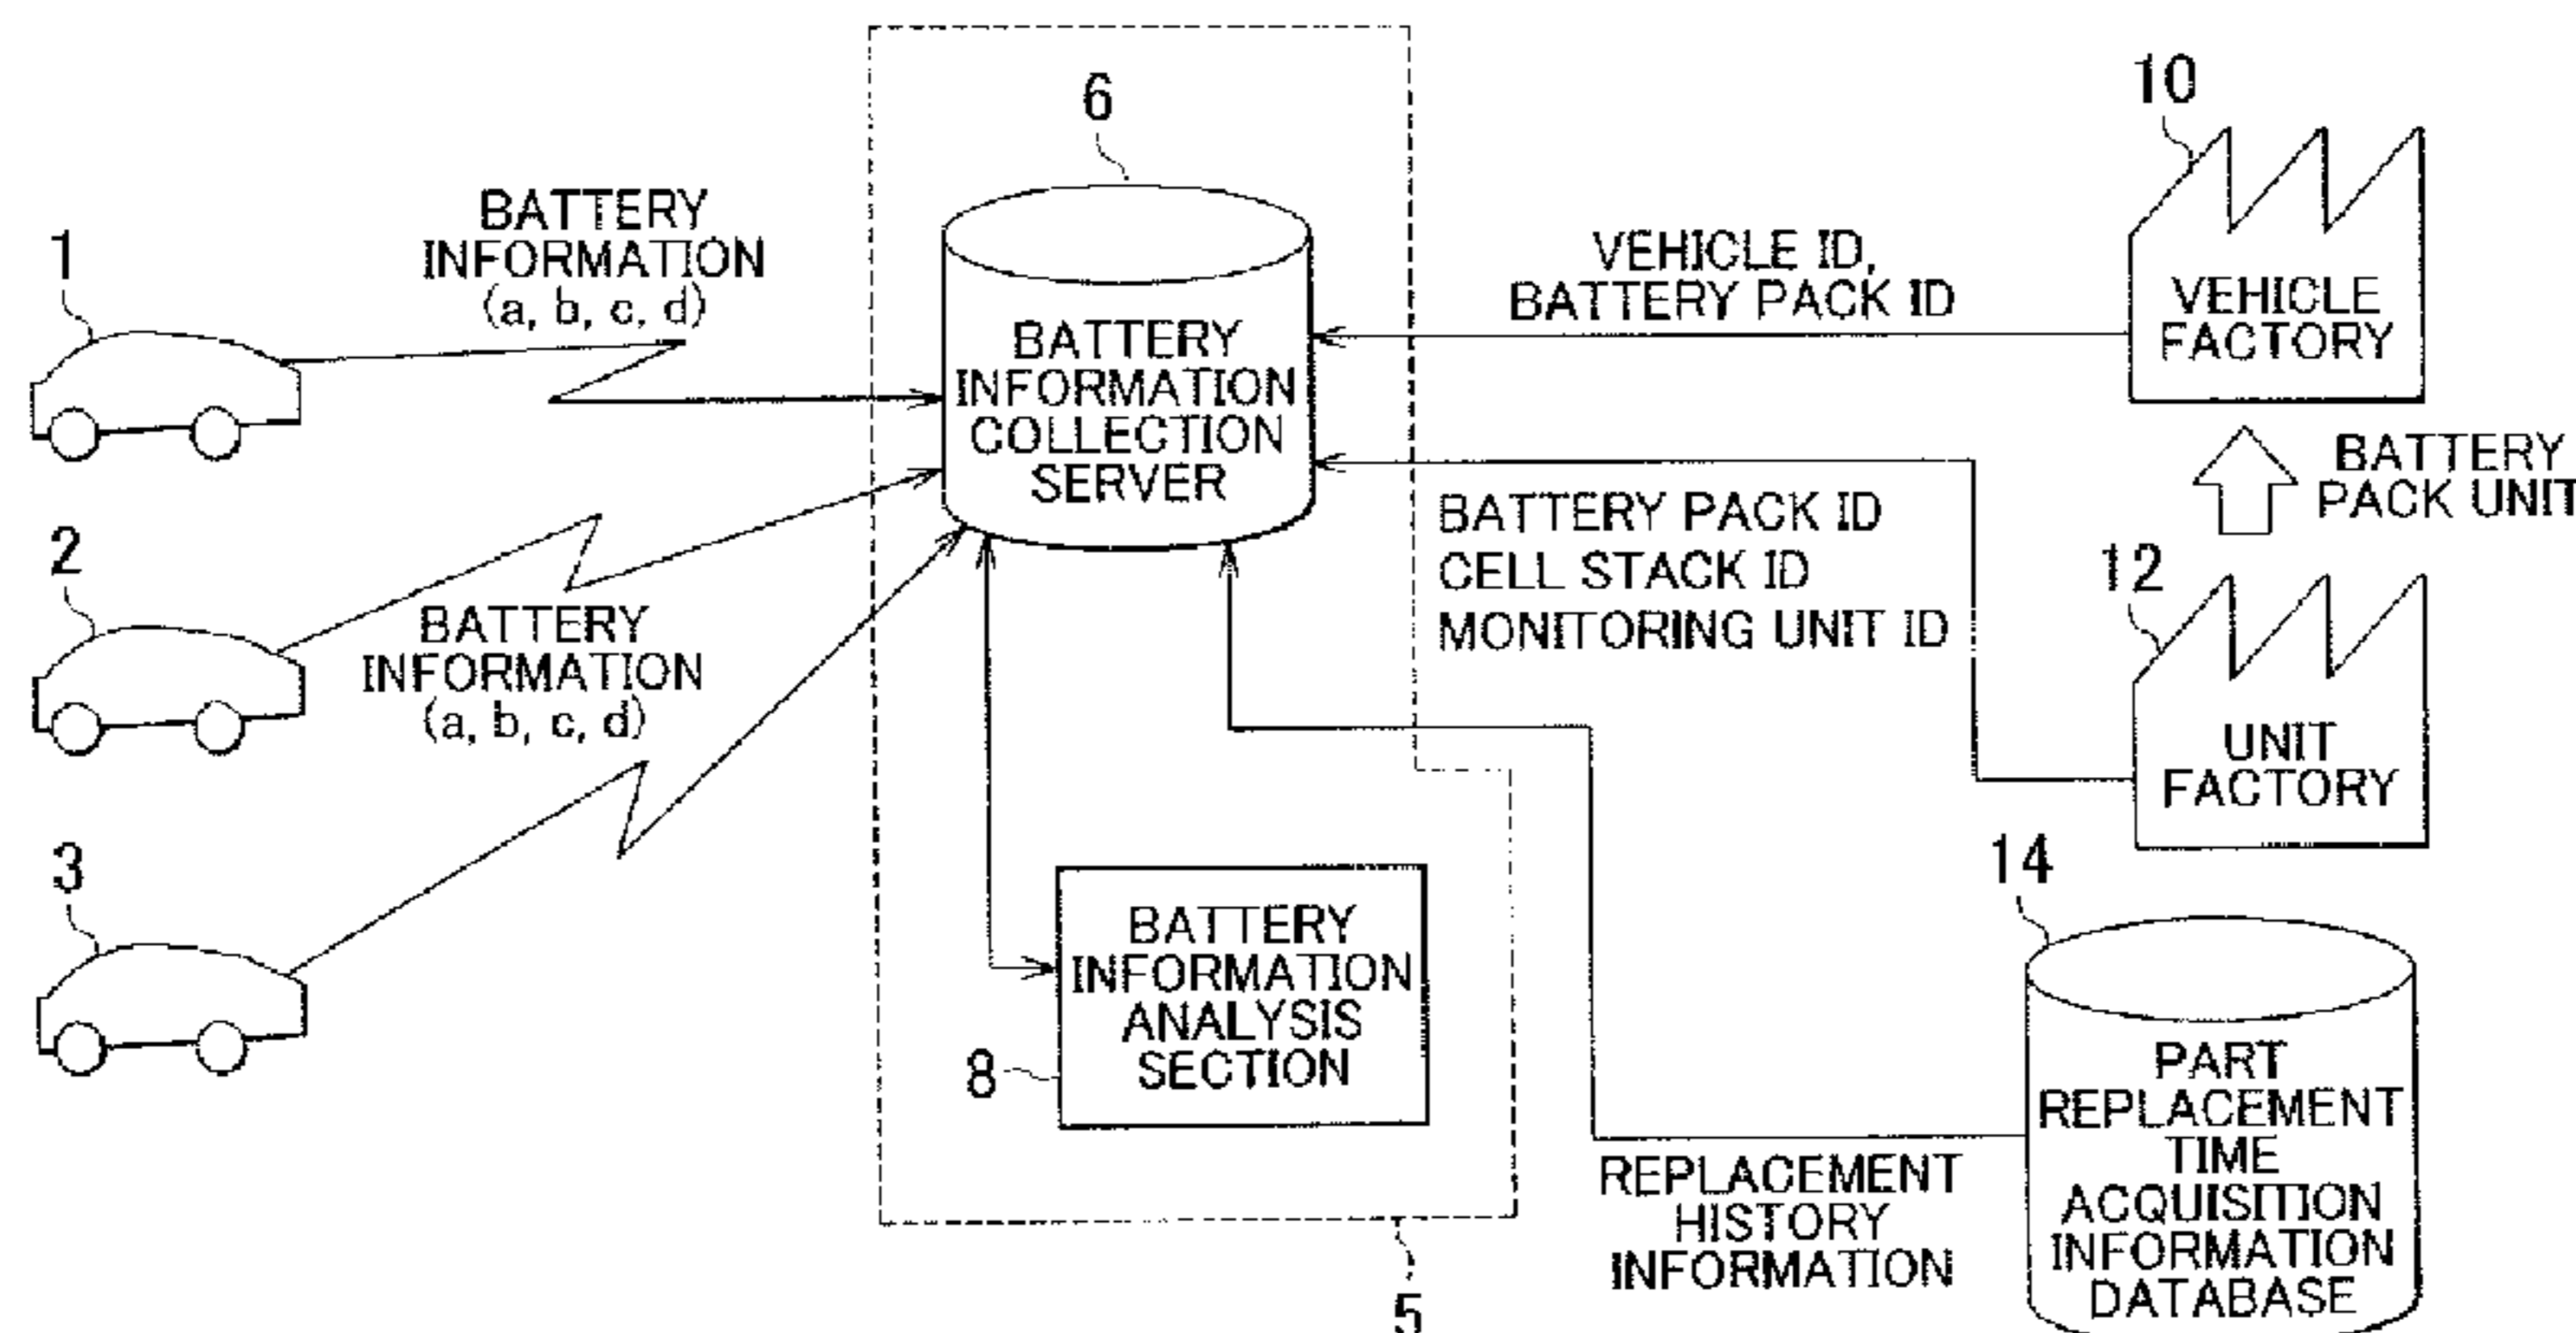 1
BATTERY
INFORMATION
(a, b, c, d)
2
BATTERY
INFORMATION
(a, b, c, d)
3
6
BATTERY
INFORMATION
COLLECTION
SERVER
8
BATTERY
INFORMATION
ANALYSIS
SECTION
5
VEHICLE ID,
BATTERY PACK ID
10
VEHICLE
FACTORY
BATTERY
PACK UNIT
BATTERY PACK ID
CELL STACK ID
MONITORING UNIT ID
12
UNIT
FACTORY
REPLACEMENT
HISTORY
INFORMATION
14
PART
REPLACEMENT
TIME
ACQUISITION
INFORMATION
DATABASE